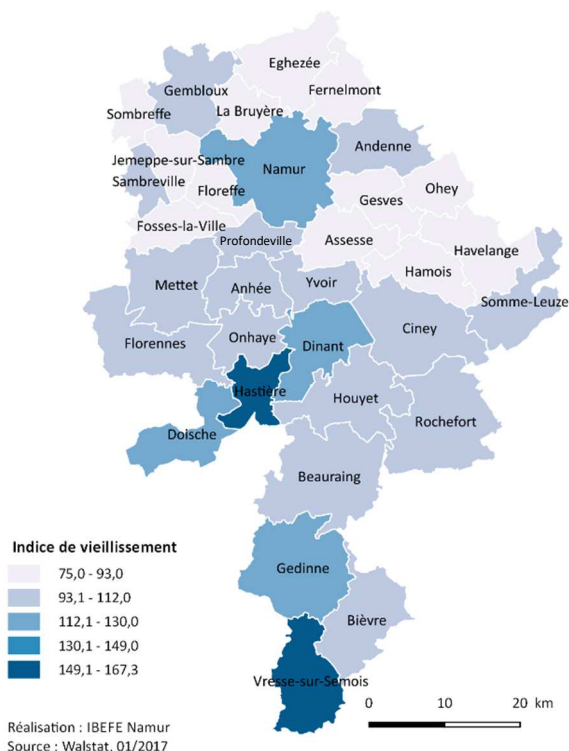 Eghezée
Gembloux
Fernelmont
La Bruyère
Sombreffe
Andenne
Jemeppe-sur-Sambre
Namur
Sambreville
Floreffe
Ohey
Gesves
Fosses-la-Ville
Profondeville
Assesse
Havelange
Hamois
Mettet
Anhée
Yvoir
Somme-Leuze
Ciney
Florennes
Onhaye
Dinant
Hastière
Houyet
Rochefort
Doische
Beauraing
Gedinne
Bièvre
Vresse-sur-Semois
Indice de vieillissement
75,0 - 93,0
93,1 - 112,0
112,1 - 130,0
130,1 - 149,0
149,1 - 167,3
0 10 20 km
Réalisation : IBEFE Namur
Source : Walstat, 01/2017